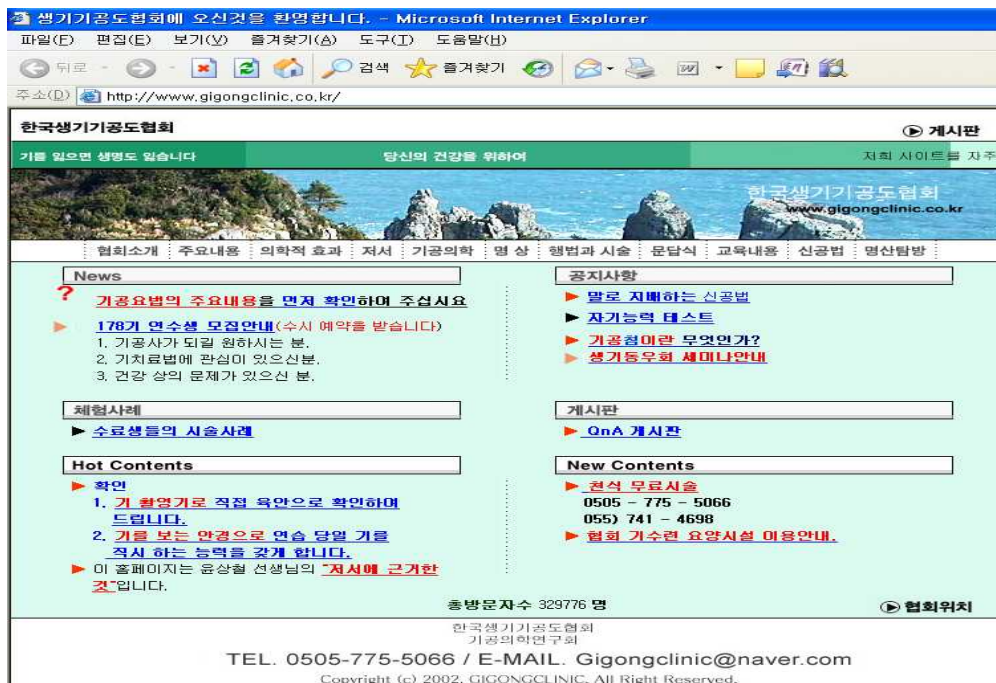 생기기공도협회에 오신것을 환영합니다. - Microsoft Internet Explorer
파일(F) 편집(E) 보기(V) 즐겨찾기(A) 도구(T) 도움말(H)
뒤로 검색 즐겨찾기
주소(D) http://www.gigongclinic.co.kr/
한국생기기공도협회 게시판
기를 잃으면 생명도 잃습니다 당신의 건강을 위하여 저희 사이트를 자주
한국생기기공도협회
www.gigongclinic.co.kr
협회소개 주요내용 의학적 효과 저서 기공의학 명 상 행법과 시술 문답식 교육내용 신공법 명산탐방
News
? 기공요법의 주요내용을 먼저 확인하며 주십시요
178기 연수생 모집안내(수시 예약을 받습니다)
1. 기공사가 되길 원하시는 분.
2. 기치료법에 관심이 있으신분.
3. 건강 상의 문제가 있으신 분.
공지사항
말로 지배하는 신공법
자기능력 테스트
기공침이란 무엇인가?
생기동우회 세미나안내
체험사례
수료생들의 시술사례
게시판
QnA 게시판
Hot Contents
확인
1. 기 촬영기로 직접 육안으로 확인하며
드립니다.
2. 기를 보는 안경으로 연습 당일 기를
직시 하는 능력을 갖게 합니다.
이 홈페이지는 윤상철 선생님의 "저서에 근거한
것"입니다.
New Contents
천식 무료시술
0505 - 775 - 5066
055) 741 - 4698
협회 기수련 요양시설 이용안내.
총방문자수 329776 명 협회위치
한국생기기공도협회
기공의학연구회
TEL. 0505-775-5066 / E-MAIL. Gigongclinic@naver.com
Copyright (c) 2002. GIGONGCLINIC. All Right Reserved.